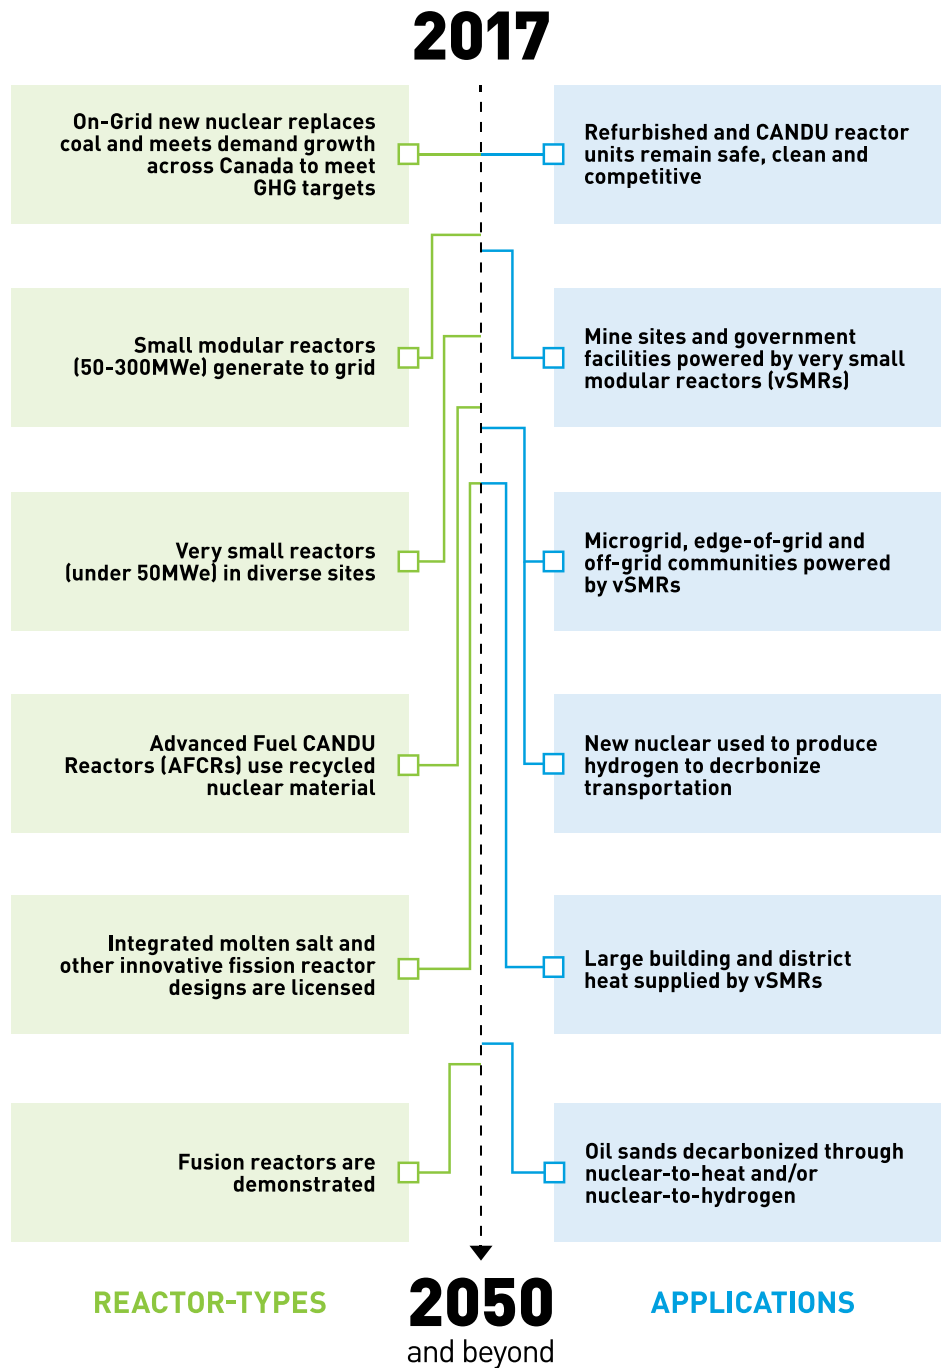 2017
On-Grid new nuclear replaces
coal and meets demand growth
across Canada to meet
GHG targets
Refurbished and CANDU reactor
units remain safe, clean and
competitive
Small modular reactors
(50-300MWe) generate to grid
Mine sites and government
facilities powered by very small
modular reactors (vSMRs)
Very small reactors
(under 50MWe) in diverse sites
Microgrid, edge-of-grid and
off-grid communities powered
by vSMRs
Advanced Fuel CANDU
Reactors (AFCRs) use recycled
nuclear material
New nuclear used to produce
hydrogen to decrbonize
transportation
Integrated molten salt and
other innovative fission reactor
designs are licensed
Large building and district
heat supplied by vSMRs
Fusion reactors are
demonstrated
Oil sands decarbonized through
nuclear-to-heat and/or
nuclear-to-hydrogen
REACTOR-TYPES
2050
and beyond
APPLICATIONS